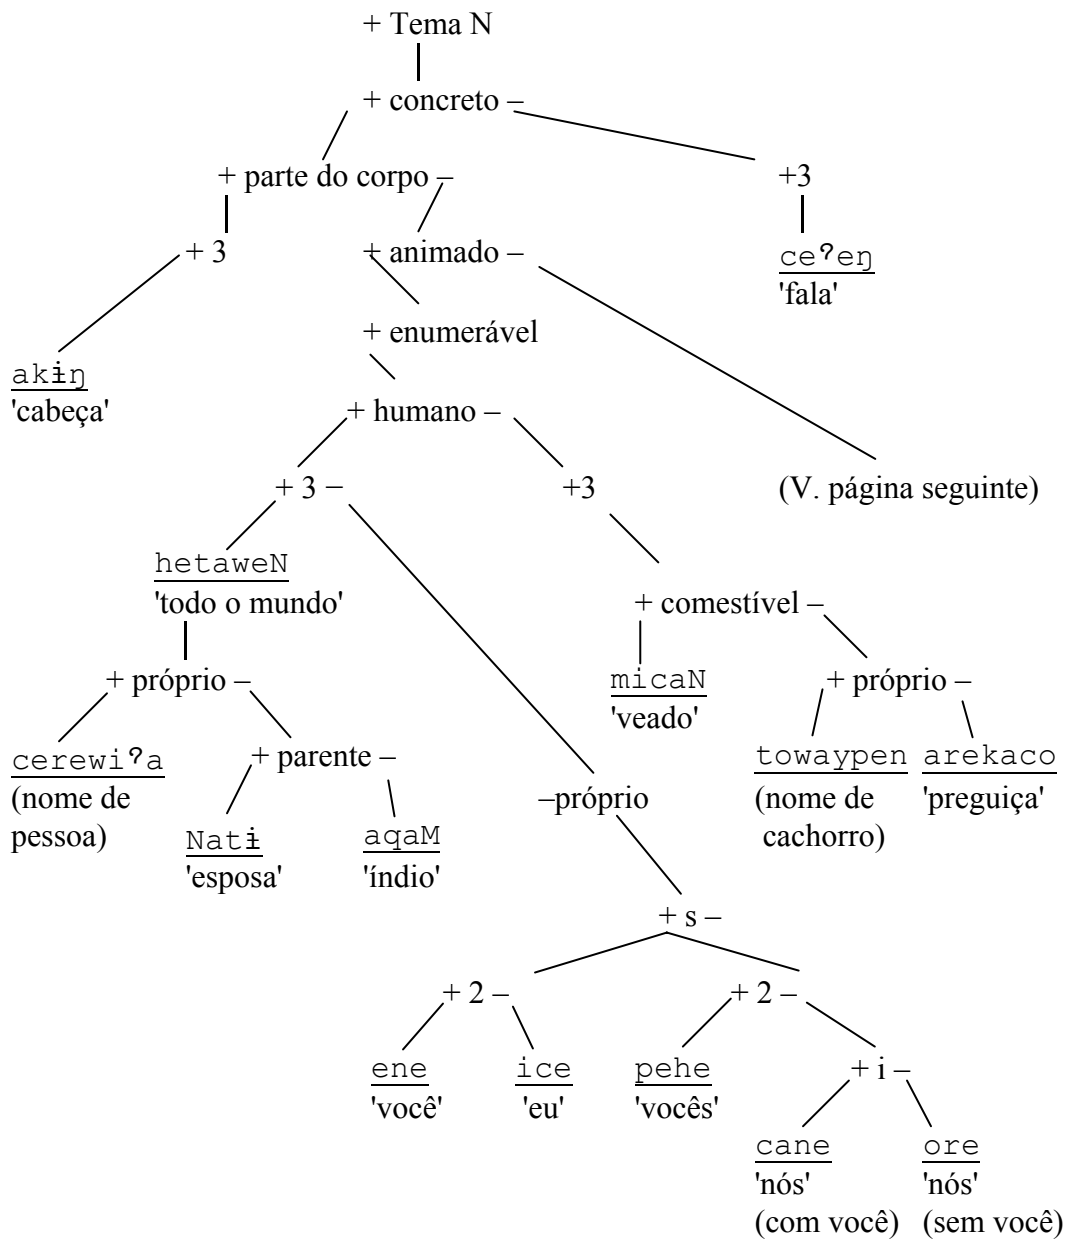 + Tema N
+ concreto –
+ parte do corpo – +3
+ 3 + animado – ceˀeŋ
'fala'
+ enumerável
akɨŋ
'cabeça' + humano –
+ 3 – +3 (V. página seguinte)
hetaweN
'todo o mundo' + comestível –
+ próprio – micaN + próprio –
'veado'
cerewiˀa + parente – towaypen arekaco
(nome de –próprio (nome de 'preguiça'
pessoa) Natɨ aqaM cachorro)
'esposa' 'índio'
+ s –
+ 2 – + 2 –
ene ice pehe + i –
'você' 'eu' 'vocês'
cane ore
'nós' 'nós'
(com você) (sem você)